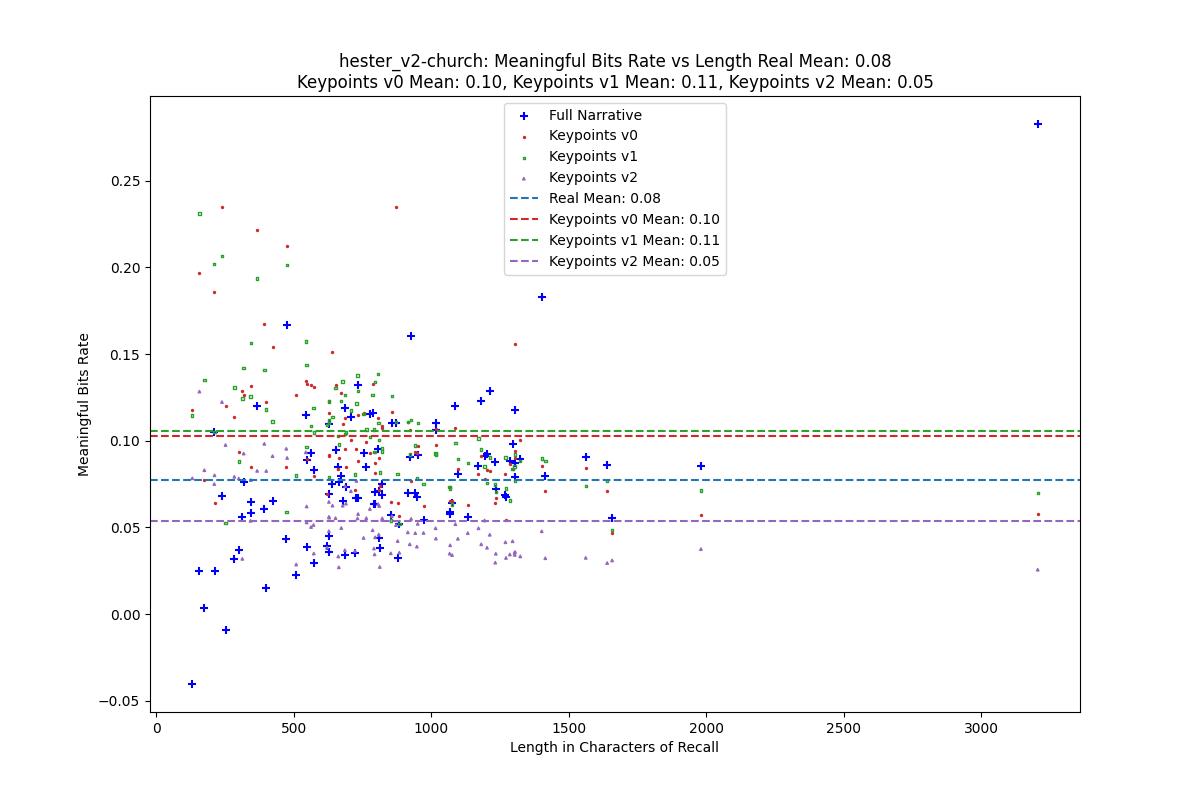 hester_v2-church: Meaningful Bits Rate vs Length Real Mean: 0.08
Keypoints v0 Mean: 0.10, Keypoints v1 Mean: 0.11, Keypoints v2 Mean: 0.05
Full Narrative
Keypoints v0
Keypoints v1
Keypoints v2
Real Mean: 0.08
Keypoints v0 Mean: 0.10
Keypoints v1 Mean: 0.11
Keypoints v2 Mean: 0.05
Meaningful Bits Rate
0.25
0.20
0.15
0.10
0.05
0.00
−0.05
0 500 1000 1500 2000 2500 3000
Length in Characters of Recall